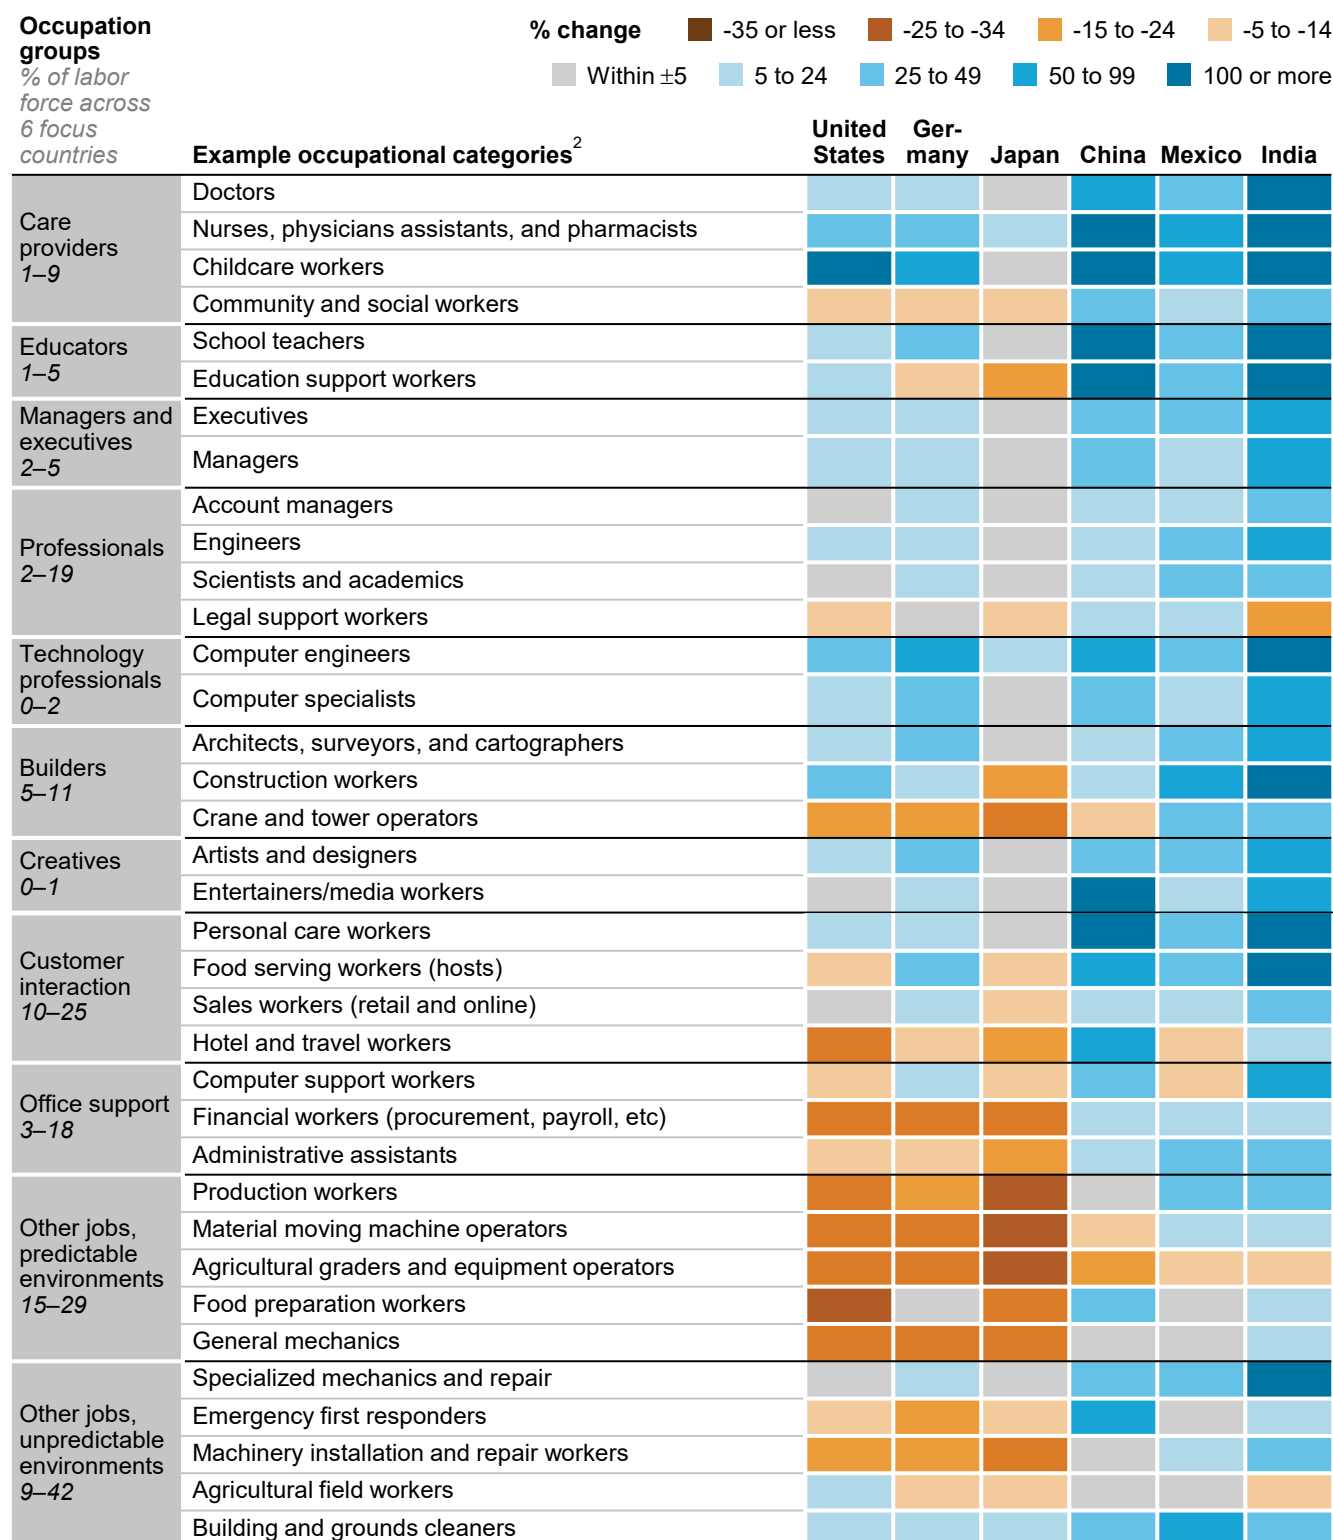 Occupation
groups
% of labor
force across
6 focus
countries
% change
-35 or less
-25 to -34
-15 to -24
-5 to -14
Within ±5
5 to 24
25 to 49
50 to 99
100 or more
Example occupational categories2
United
States
Ger-
many
Japan
China
Mexico
India
Care
providers
1–9
Doctors
Nurses, physicians assistants, and pharmacists
Childcare workers
Community and social workers
Educators
1–5
School teachers
Education support workers
Managers and
executives
2–5
Executives
Managers
Professionals
2–19
Account managers
Engineers
Scientists and academics
Legal support workers
Technology
professionals
0–2
Computer engineers
Computer specialists
Builders
5–11
Architects, surveyors, and cartographers
Construction workers
Crane and tower operators
Creatives
0–1
Artists and designers
Entertainers/media workers
Customer
interaction
10–25
Personal care workers
Food serving workers (hosts)
Sales workers (retail and online)
Hotel and travel workers
Office support
3–18
Computer support workers
Financial workers (procurement, payroll, etc)
Administrative assistants
Other jobs,
predictable
environments
15–29
Production workers
Material moving machine operators
Agricultural graders and equipment operators
Food preparation workers
General mechanics
Other jobs,
unpredictable
environments
9–42
Specialized mechanics and repair
Emergency first responders
Machinery installation and repair workers
Agricultural field workers
Building and grounds cleaners